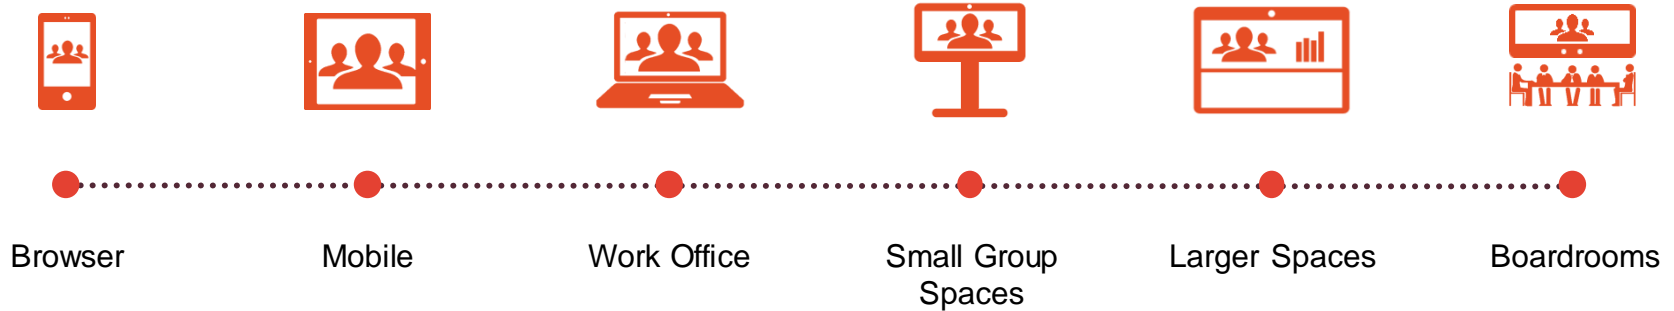 Browser
Mobile
Work Office
Small Group
Spaces
Larger Spaces
Boardrooms